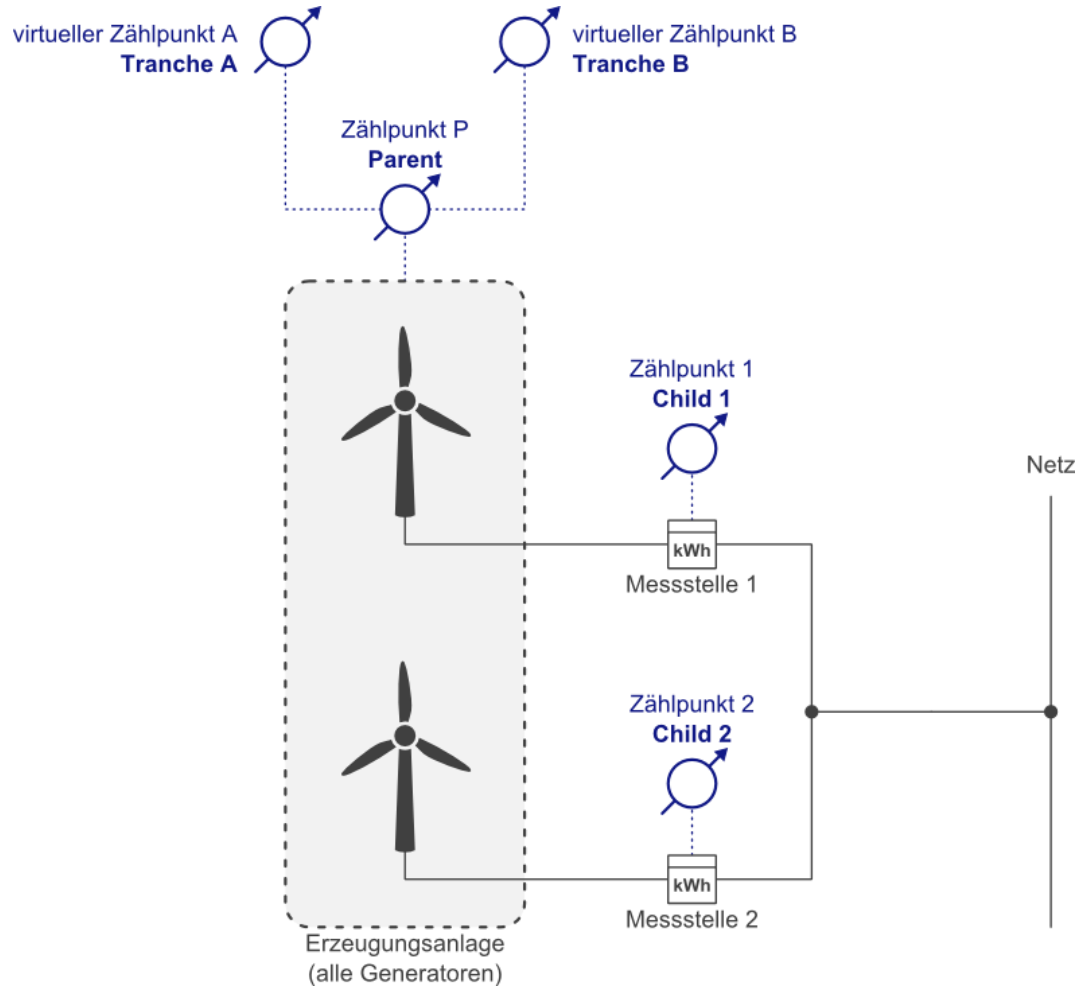 virtueller Zählpunkt A
Tranche A
virtueller Zählpunkt B
Tranche B
Zählpunkt P
Parent
Zählpunkt 1
Child 1
Netz
kWh
Messstelle 1
Zählpunkt 2
Child 2
kWh
Messstelle 2
Erzeugungsanlage
(alle Generatoren)